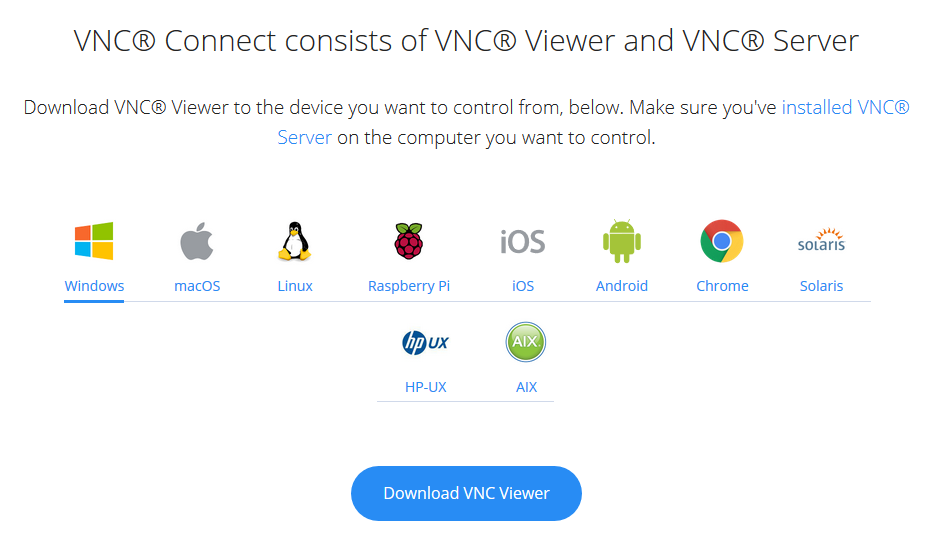 VNC® Connect consists of VNC® Viewer and VNC® Server
Download VNC® Viewer to the device you want to control from, below. Make sure you've installed VNC®
Server on the computer you want to control.
iOS
solaris
Windows
macOS
Linux
Raspberry Pi
iOS
Android
Chrome
Solaris
hp UX
AIX
HP-UX
AIX
Download VNC Viewer